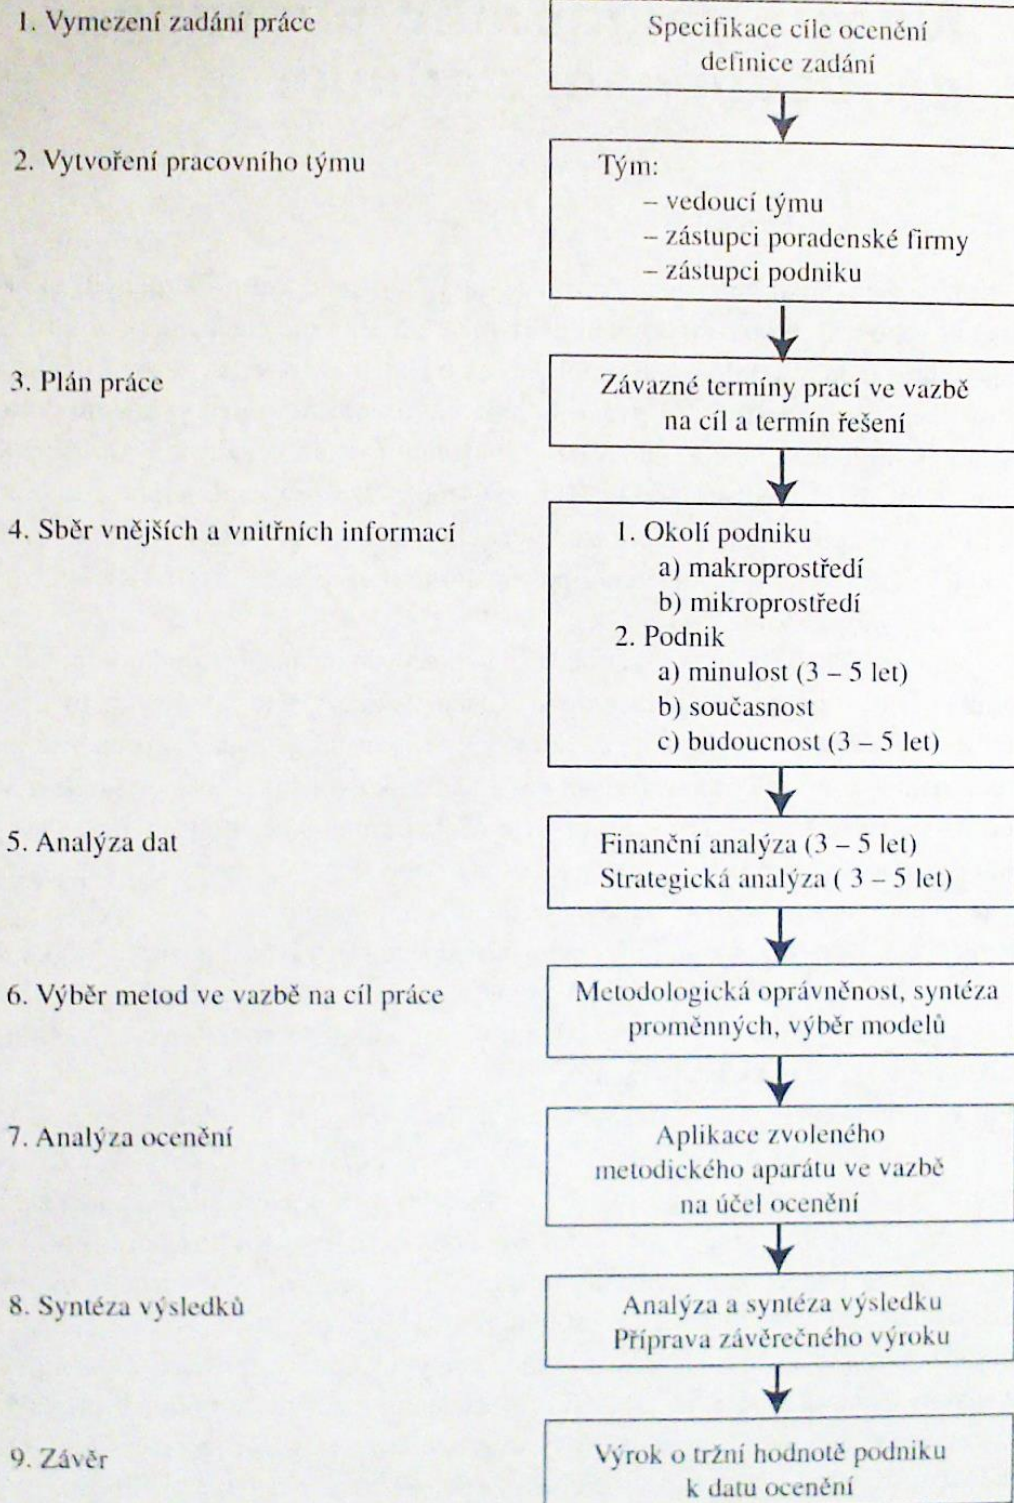 1. Vymezení zadání práce
Specifikace cíle ocenění
definice zadání
2. Vytvoření pracovního týmu
Tým:
– vedoucí týmu
– zástupci poradenské firmy
– zástupci podniku
3. Plán práce
Závazné termíny prací ve vazbě
na cíl a termín řešení
4. Sběr vnějších a vnitřních informací
1. Okolí podniku
a) makroprostředí
b) mikroprostředí
2. Podnik
a) minulost (3 – 5 let)
b) současnost
c) budoucnost (3 – 5 let)
5. Analýza dat
Finanční analýza (3 – 5 let)
Strategická analýza ( 3 – 5 let)
6. Výběr metod ve vazbě na cíl práce
Metodologická oprávněnost, syntéza
proměnných, výběr modelů
7. Analýza ocenění
Aplikace zvoleného
metodického aparátu ve vazbě
na účel ocenění
8. Syntéza výsledků
Analýza a syntéza výsledku
Příprava závěrečného výroku
9. Závěr
Výrok o tržní hodnotě podniku
k datu ocenění